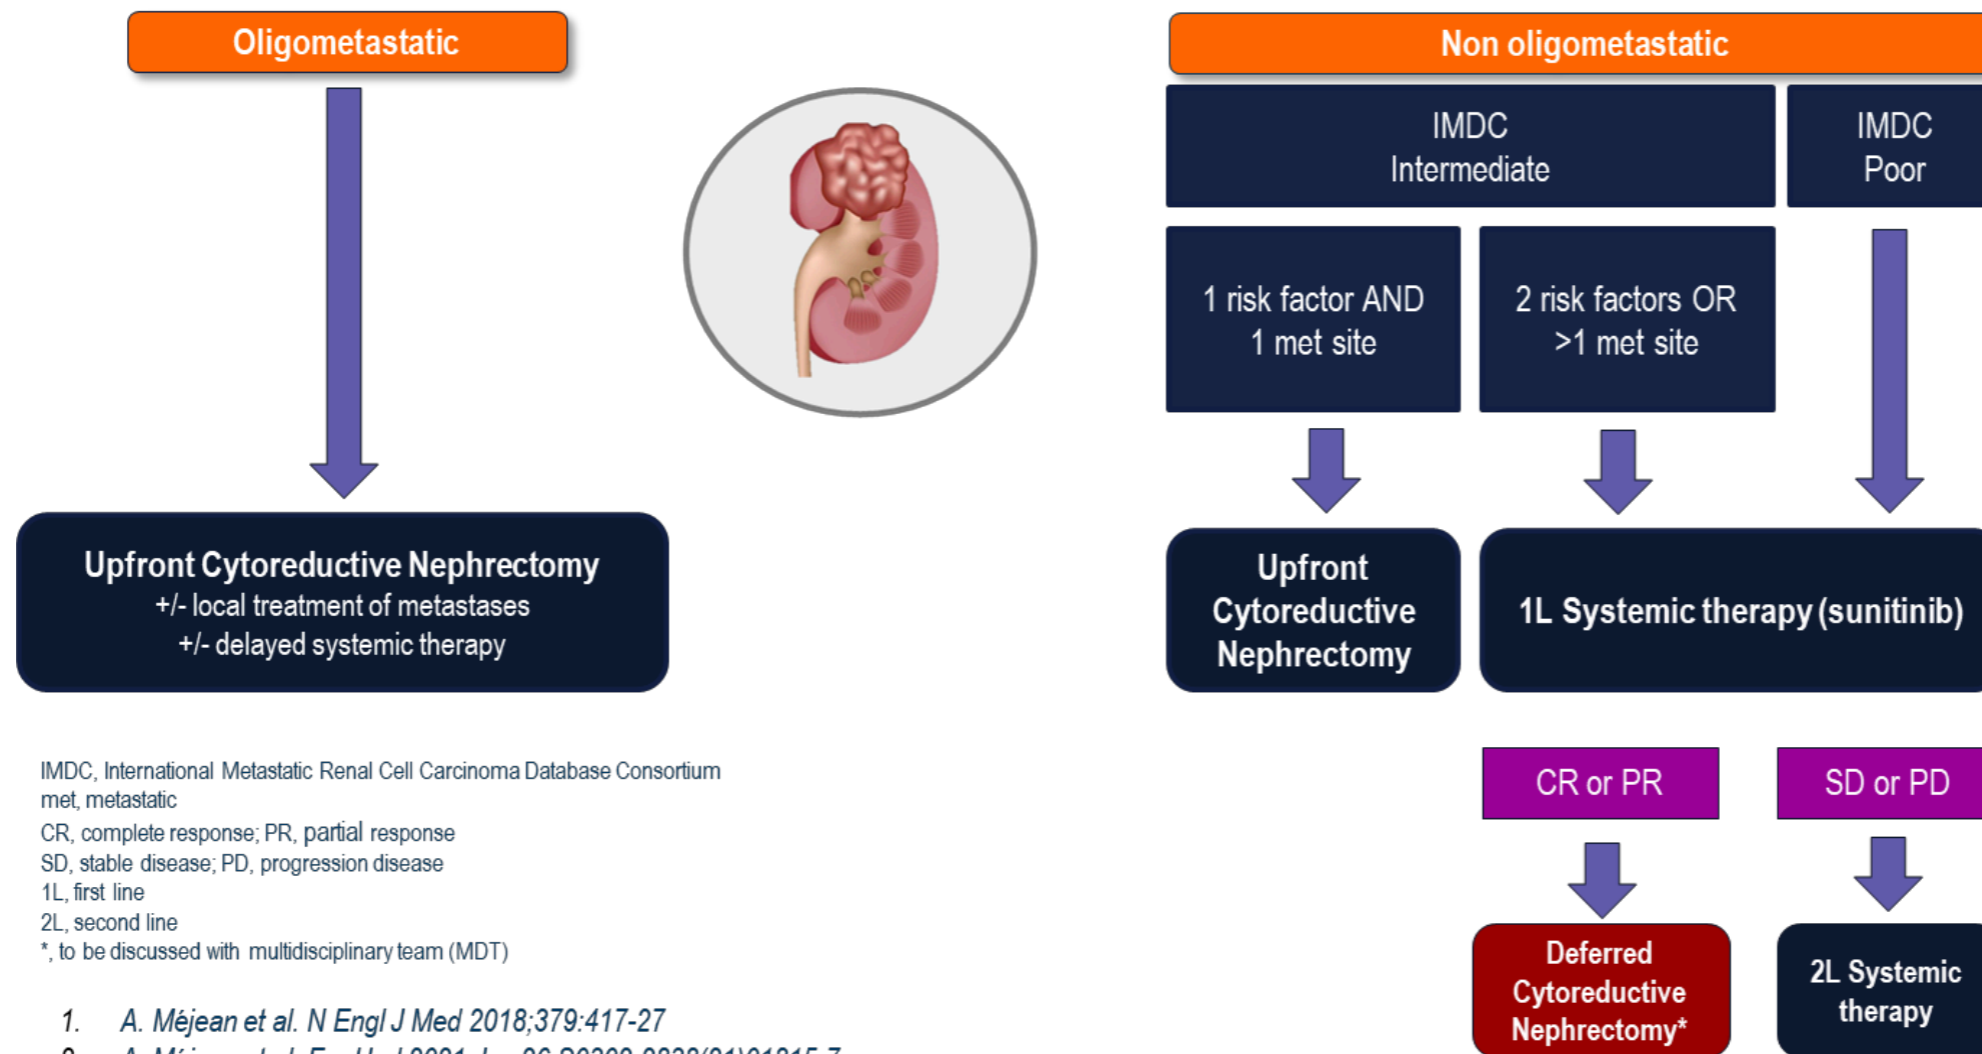 Oligometastatic
Non oligometastatic
IMDC
Intermediate
IMDC
Poor
1 risk factor AND
1 met site
2 risk factors OR
>1 met site
Upfront Cytoreductive Nephrectomy
+/- local treatment of metastases
+/- delayed systemic therapy
Upfront
Cytoreductive
Nephrectomy
1L Systemic therapy (sunitinib)
IMDC, International Metastatic Renal Cell Carcinoma Database Consortium
met, metastatic
CR, complete response; PR, partial response
SD, stable disease; PD, progression disease
1L, first line
2L, second line
*, to be discussed with multidisciplinary team (MDT)
CR or PR
SD or PD
Deferred
Cytoreductive
Nephrectomy*
2L Systemic
therapy
1. A. Méjean et al. N Engl J Med 2018;379:417-27